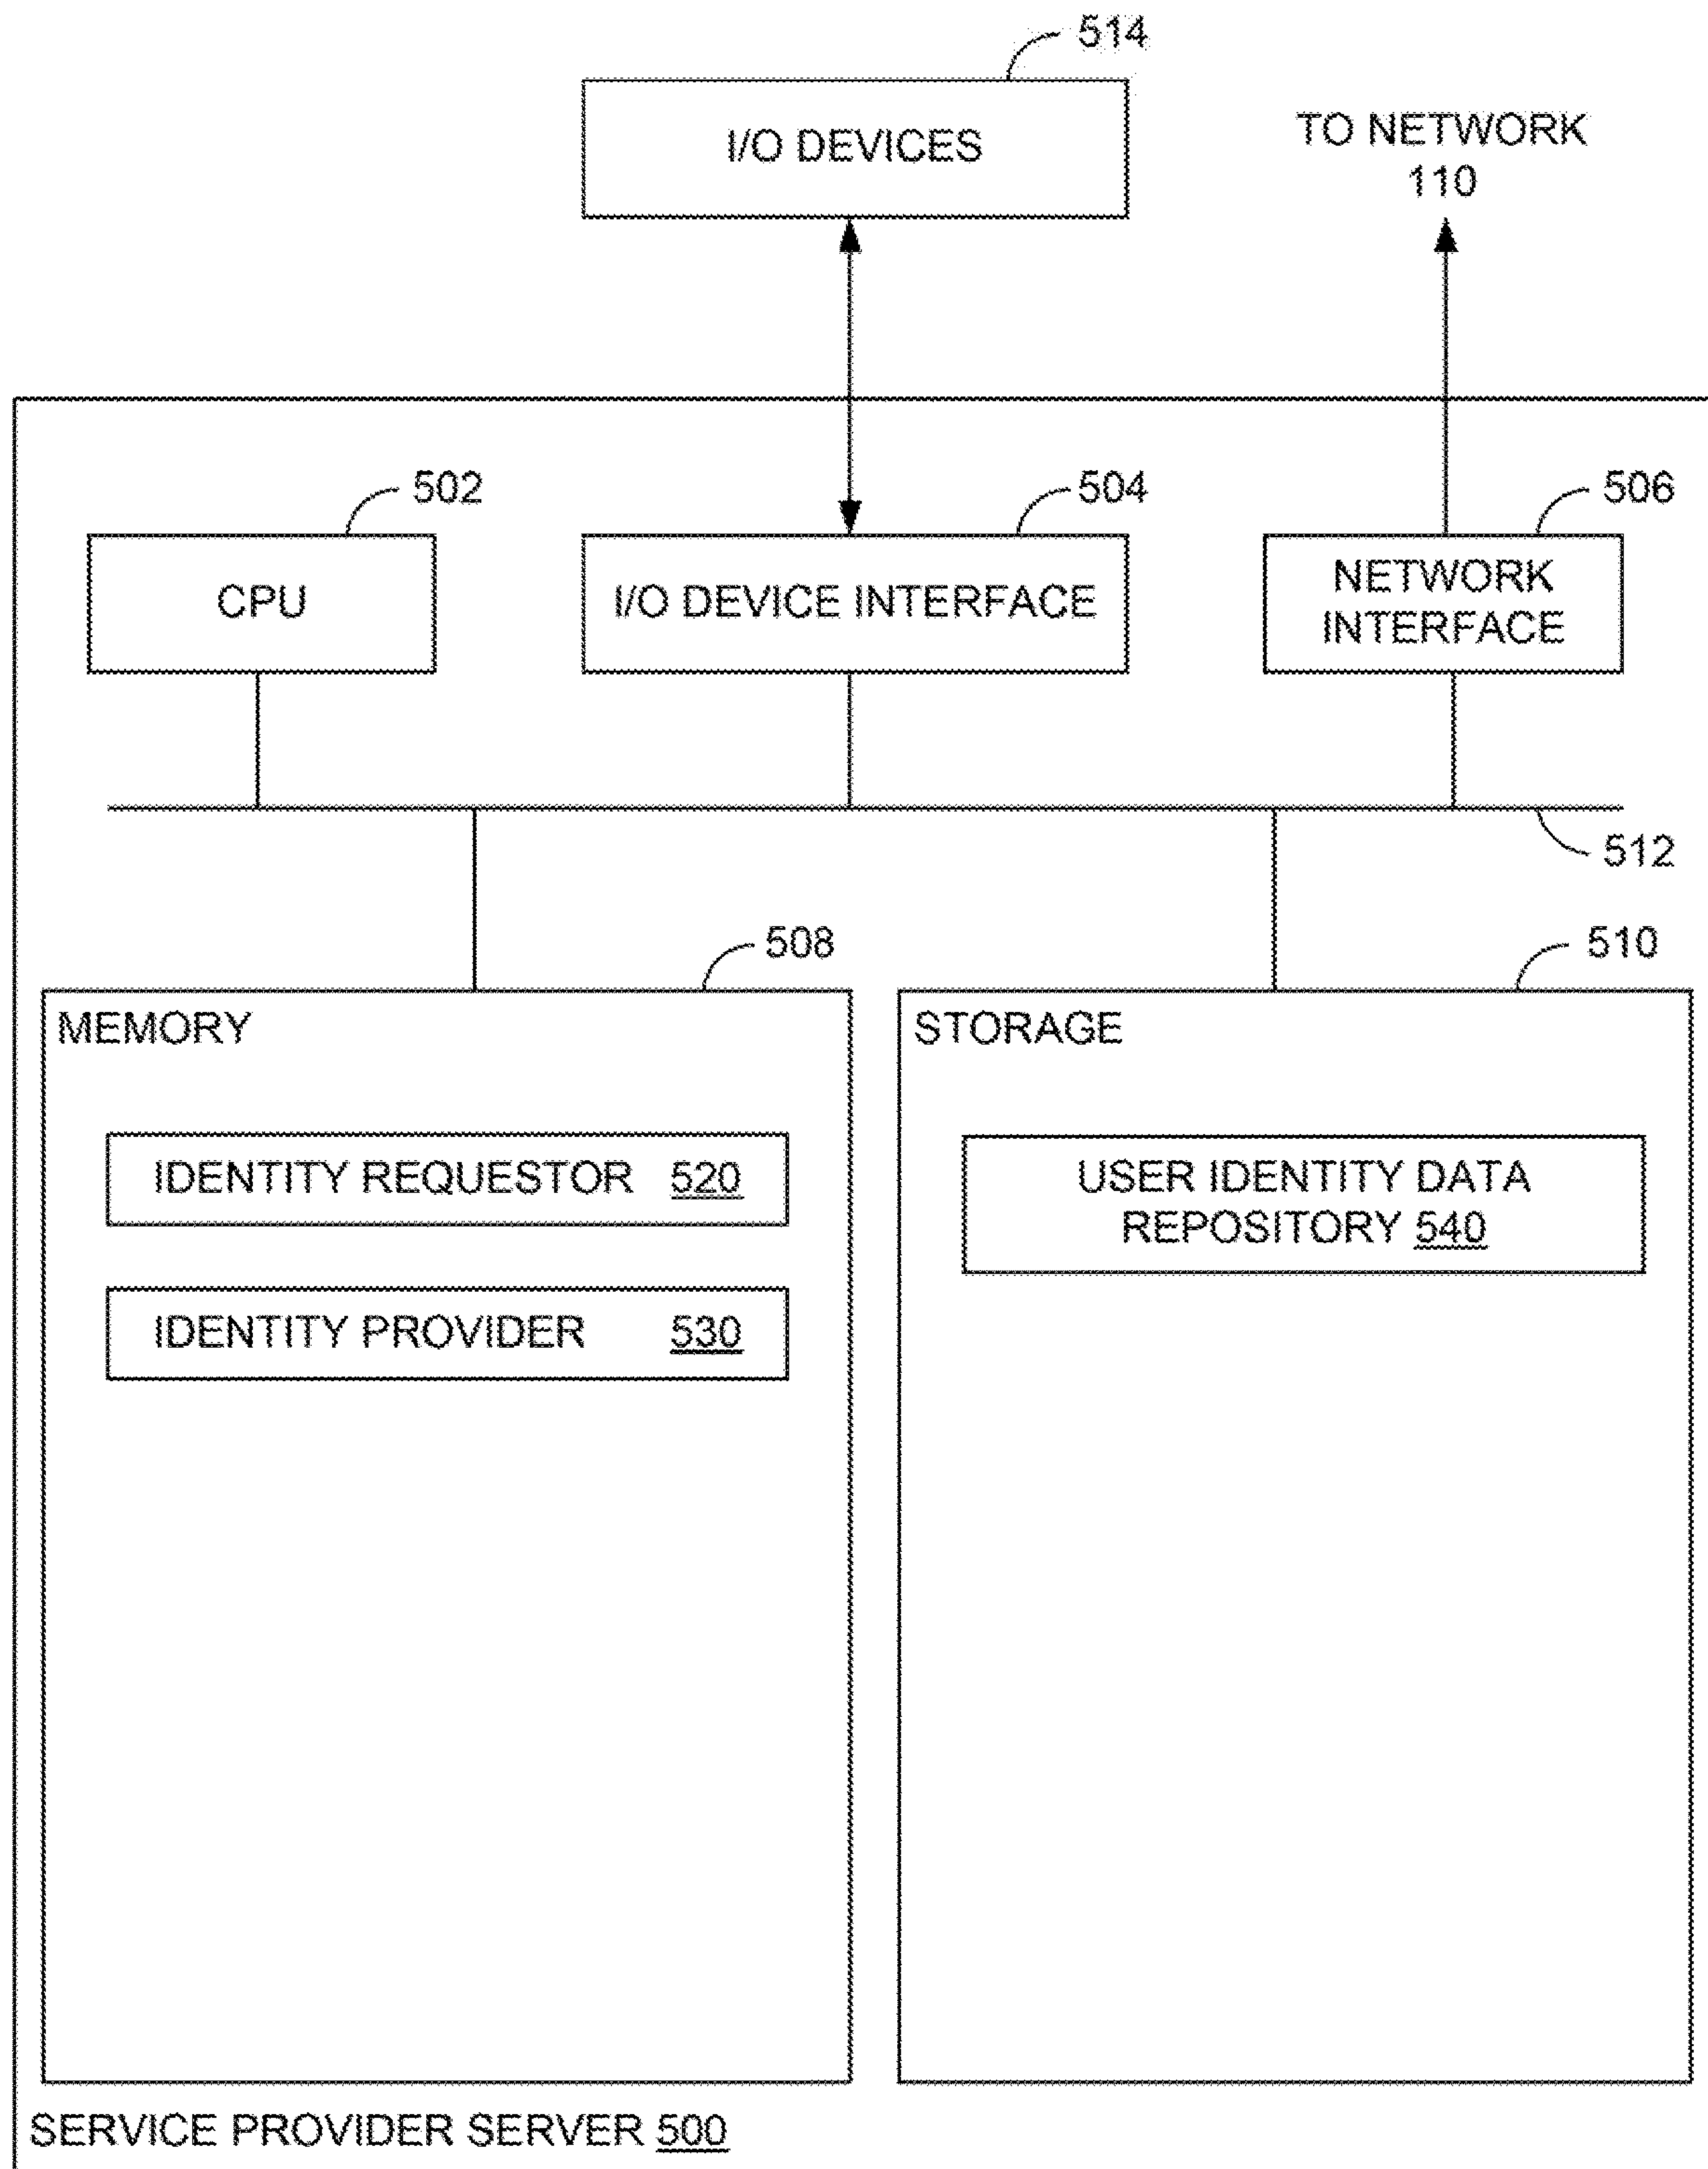 514
I/O DEVICES
TO NETWORK
110
502
504
506
CPU
I/O DEVICE INTERFACE
NETWORK
INTERFACE
512
508
510
MEMORY
STORAGE
IDENTITY REQUESTOR 520
USER IDENTITY DATA
REPOSITORY 540
IDENTITY PROVIDER 530
SERVICE PROVIDER SERVER 500